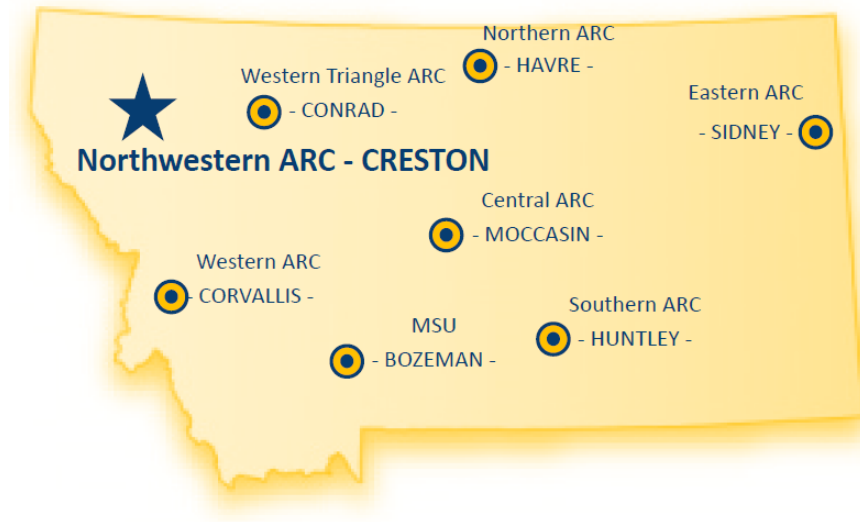 Northern ARC
- HAVRE -
Western Triangle ARC
- CONRAD -
Eastern ARC
- SIDNEY -
Northwestern ARC - CRESTON
Central ARC
- MOCCASIN -
Western ARC
- CORVALLIS -
Southern ARC
- HUNTLEY -
MSU
- BOZEMAN -